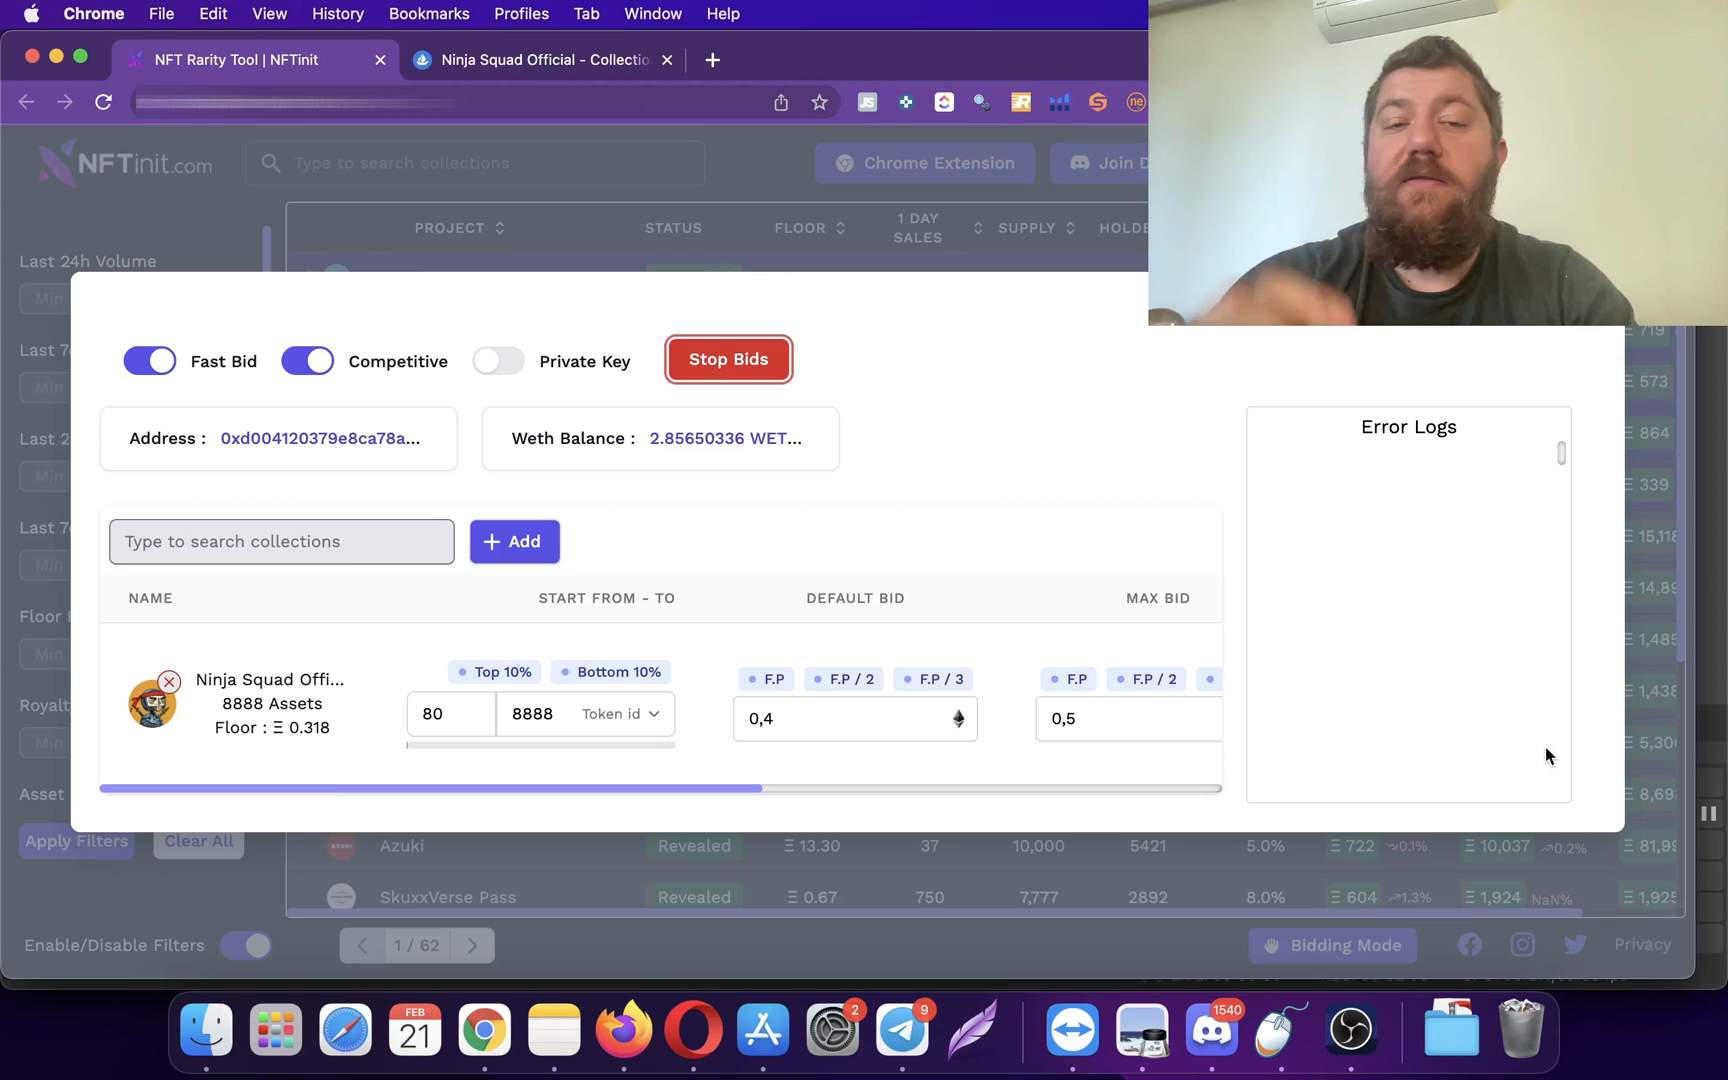 Chrome File Edit View History Bookmarks Profiles Tab Window Help
NFT Rarity Tool | NFTinit
Ninja Squad Official - Collectio
JS
ne
NFTinit.com
Type to search collections
Chrome Extension
Join D
PROJECT
STATUS
FLOOR
1 DAY SALES
SUPPLY
HOLDE
Last 24h Volume
Min
Last 7
Min
Last 2
Min
Last 7
Min
Floor
Min
Royalt
Min
Asset
Apply Filters
Clear All
Fast Bid
Competitive
Private Key
Stop Bids
Address : 0xd004120379e8ca78a...
Weth Balance : 2.85650336 WET...
Error Logs
Type to search collections
+ Add
NAME
START FROM - TO
DEFAULT BID
MAX BID
Ninja Squad Offi...
8888 Assets
Floor : Ξ 0.318
Top 10%
Bottom 10%
80
8888
Token id
F.P
F.P / 2
F.P / 3
0,4
F.P
F.P / 2
0,5
Ξ 719
Ξ 573
Ξ 864
Ξ 339
Ξ 15,118
Ξ 14,89
Ξ 1,485
Ξ 1,438
Ξ 5,306
Ξ 8,698
Azuki Revealed Ξ 13.30 37 10,000 5421 5.0% Ξ 722 0.1% Ξ 10,037 0.2% Ξ 81,99
SkuxxVerse Pass Revealed Ξ 0.67 750 7,777 2892 8.0% Ξ 604 1.3% Ξ 1,924 NaN% Ξ 1,925
Enable/Disable Filters
1 / 62
Bidding Mode
Privacy
FEB
21
2
9
1540